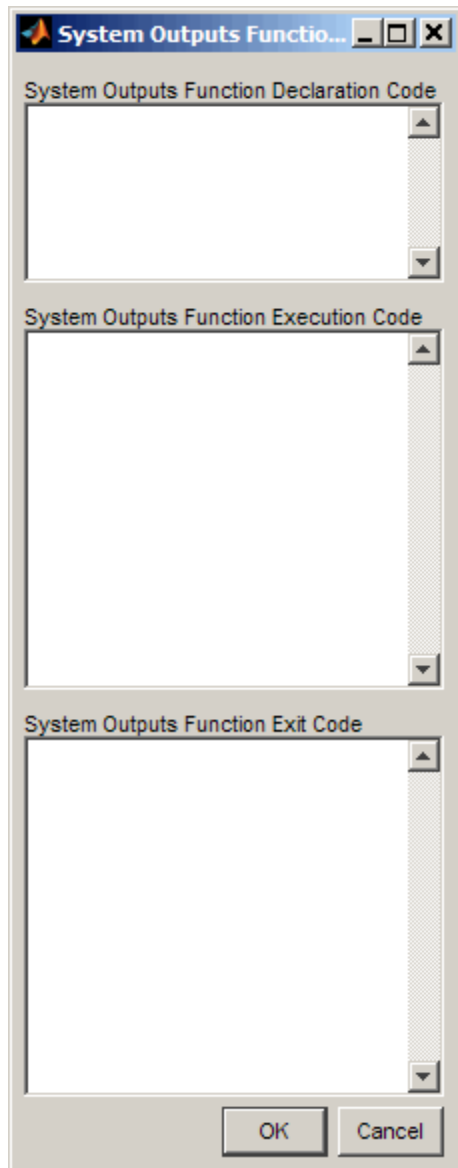 System Outputs Functio...
System Outputs Function Declaration Code
System Outputs Function Execution Code
System Outputs Function Exit Code
OK Cancel